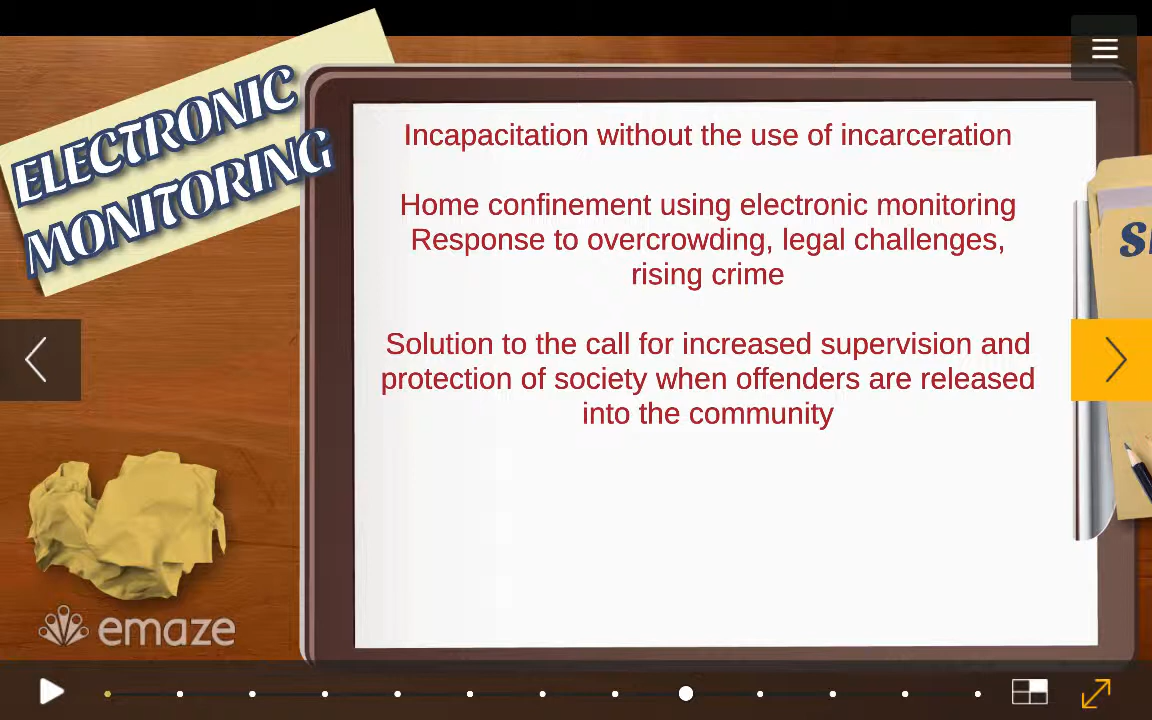 ELECTRONIC
MONITORING
Incapacitation without the use of incarceration
Home confinement using electronic monitoring
Response to overcrowding, legal challenges,
rising crime
Solution to the call for increased supervision and
protection of society when offenders are released
into the community
emaze